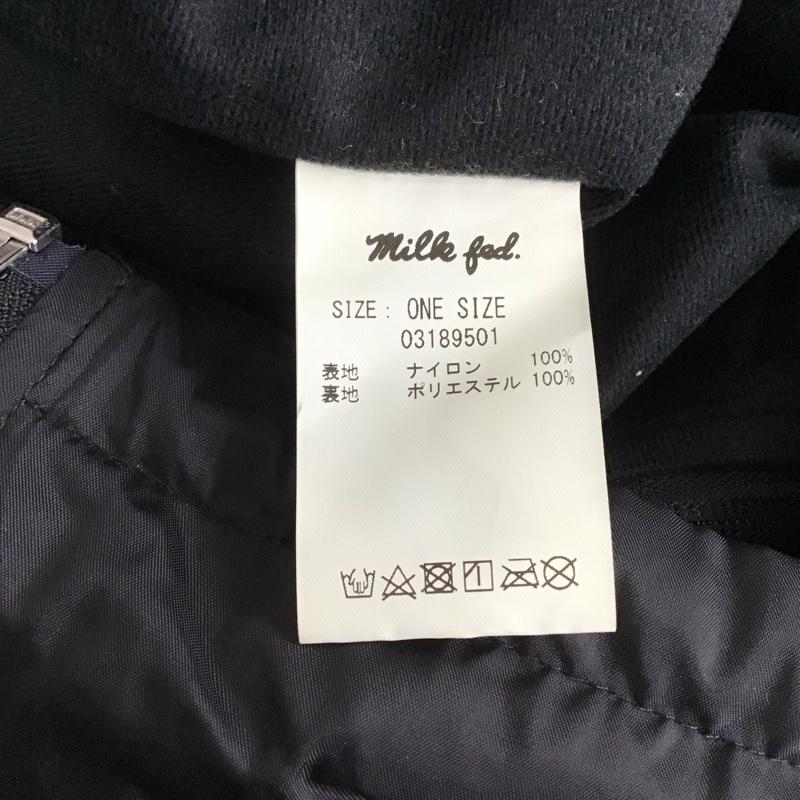 Milk fed.
SIZE: ONE SIZE
03189501
表地 ナイロン 100%
裏地 ポリエステル 100%